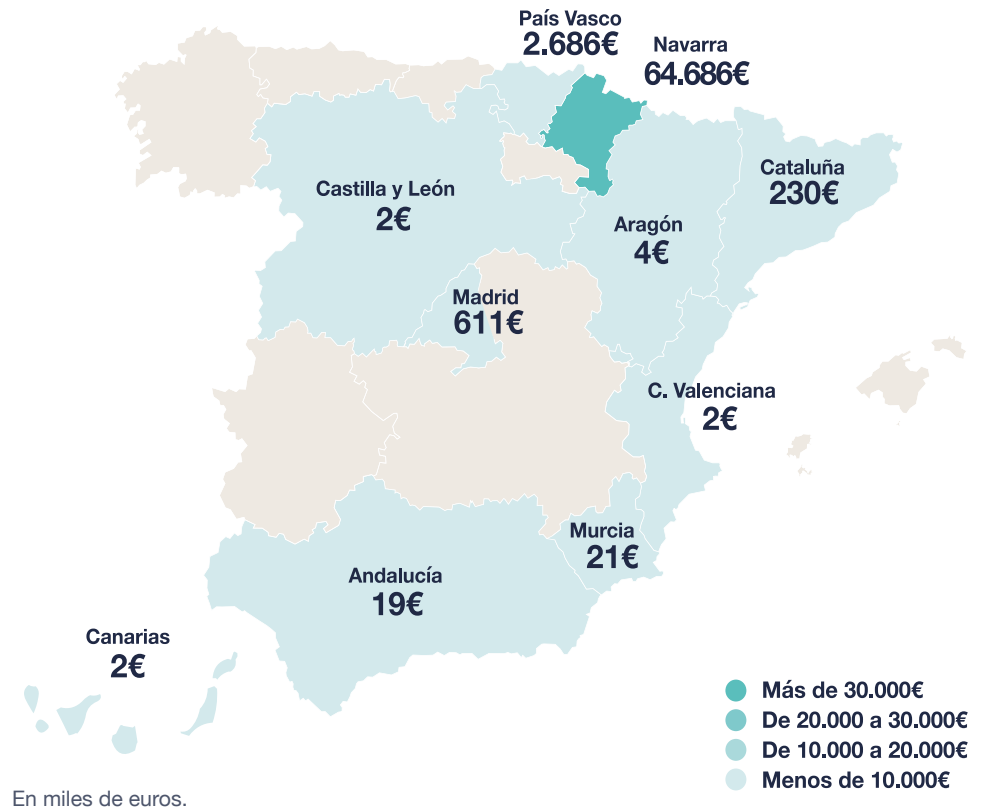 País Vasco
2.686€
Navarra
64.686€
Cataluña
230€
Castilla y León
2€
Aragón
4€
Madrid
611€
C. Valenciana
2€
Murcia
21€
Andalucía
19€
Canarias
2€
Más de 30.000€
De 20.000 a 30.000€
De 10.000 a 20.000€
Menos de 10.000€
En miles de euros.